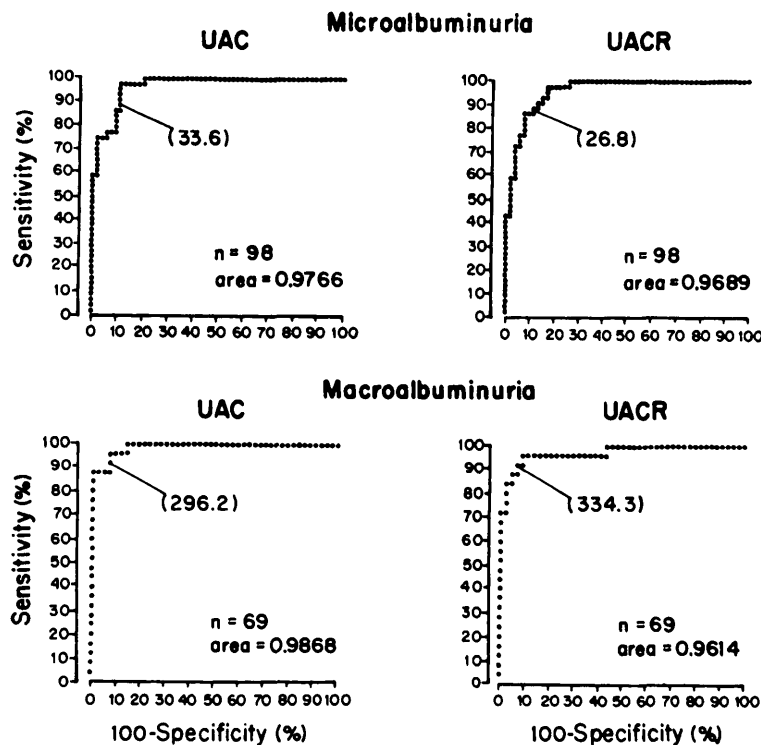 Microalbuminuria
UAC
UACR
Sensitivity (%)
100
90
80
70
60
50
40
30
20
10
0
(33.6)
n = 98
area = 0.9766
0 10 20 30 40 50 60 70 80 90 100
100
90
80
70
60
50
40
30
20
10
0
(26.8)
n = 98
area = 0.9689
0 10 20 30 40 50 60 70 80 90 100
Macroalbuminuria
UAC
UACR
Sensitivity (%)
100
90
80
70
60
50
40
30
20
10
0
(296.2)
n = 69
area = 0.9868
0 10 20 30 40 50 60 70 80 90 100
100-Specificity (%)
100
90
80
70
60
50
40
30
20
10
0
(334.3)
n = 69
area = 0.9614
0 10 20 30 40 50 60 70 80 90 100
100-Specificity (%)